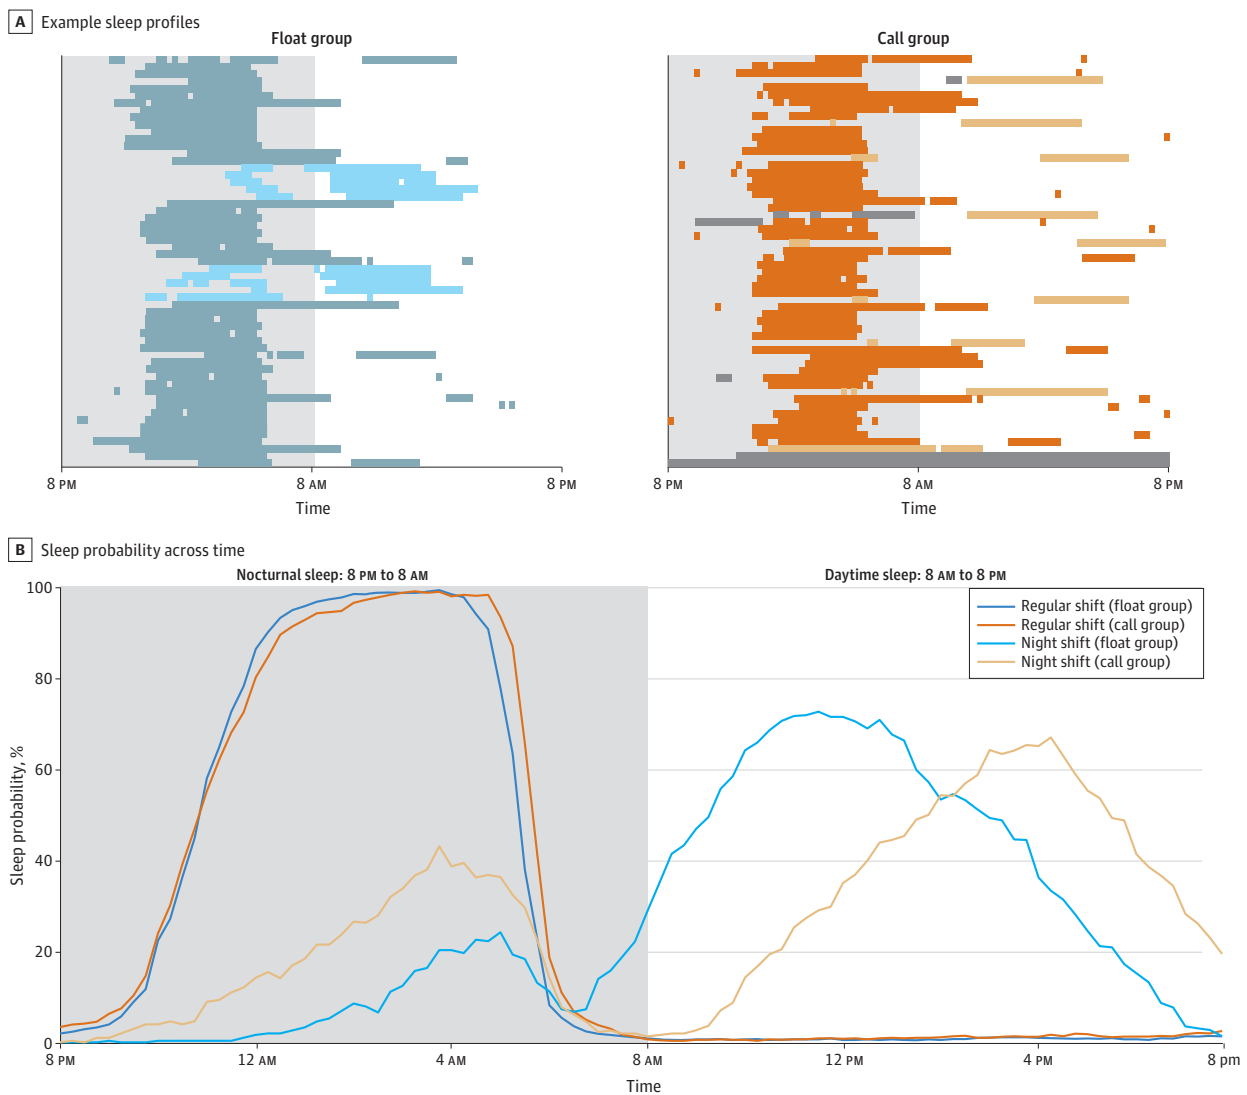 A Example sleep profiles
Float group
Call group
8 PM 8 AM 8 PM
Time
8 PM 8 AM 8 PM
Time
B Sleep probability across time
Nocturnal sleep: 8 PM to 8 AM
Daytime sleep: 8 AM to 8 PM
Regular shift (float group)
Regular shift (call group)
Night shift (float group)
Night shift (call group)
Sleep probability, %
100
80
60
40
20
0
8 PM 12 AM 4 AM 8 AM 12 PM 4 PM 8 pm
Time